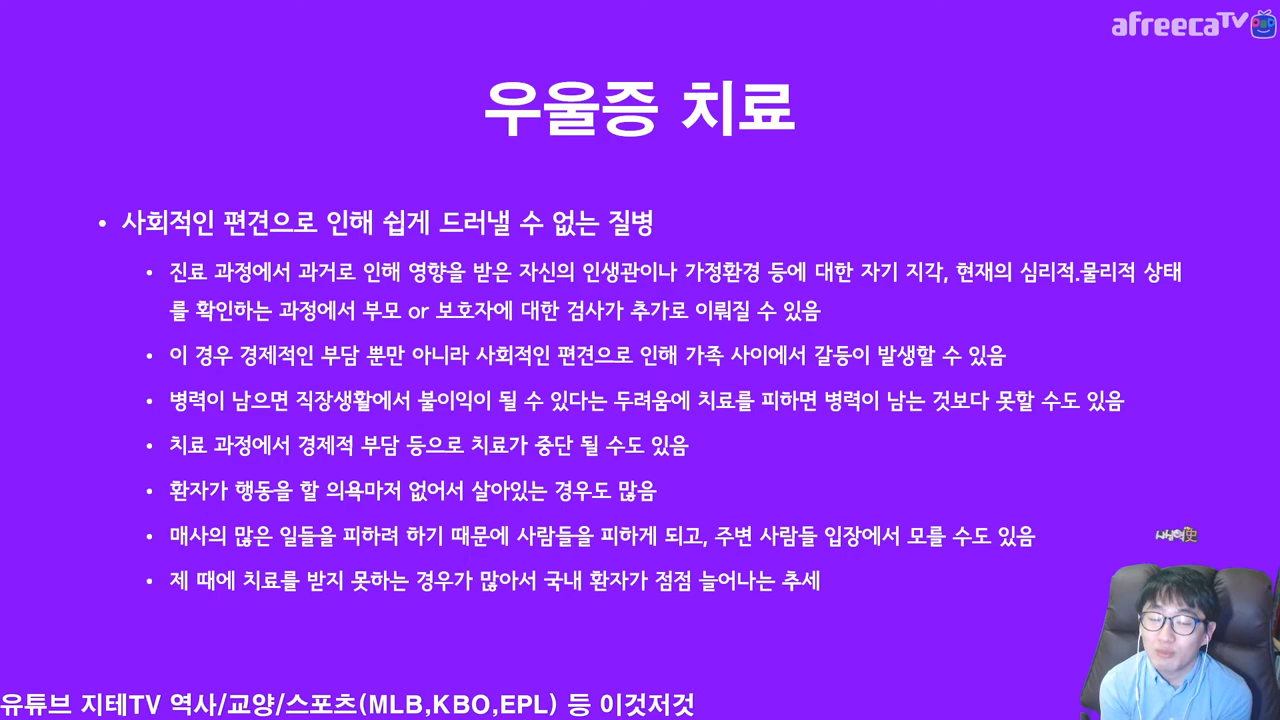 afreecaTV
우울증 치료
• 사회적인 편견으로 인해 쉽게 드러낼 수 없는 질병
• 진료 과정에서 과거로 인해 영향을 받은 자신의 인생관이나 가정환경 등에 대한 자기 지각, 현재의 심리적.물리적 상태
를 확인하는 과정에서 부모 or 보호자에 대한 검사가 추가로 이뤄질 수 있음
• 이 경우 경제적인 부담 뿐만 아니라 사회적인 편견으로 인해 가족 사이에서 갈등이 발생할 수 있음
• 병력이 남으면 직장생활에서 불이익이 될 수 있다는 두려움에 치료를 피하면 병력이 남는 것보다 못할 수도 있음
• 치료 과정에서 경제적 부담 등으로 치료가 중단 될 수도 있음
• 환자가 행동을 할 의욕마저 없어서 살아있는 경우도 많음
• 매사의 많은 일들을 피하려 하기 때문에 사람들을 피하게 되고, 주변 사람들 입장에서 모를 수도 있음
• 제 때에 치료를 받지 못하는 경우가 많아서 국내 환자가 점점 늘어나는 추세
유튜브 지테TV 역사/교양/스포츠(MLB,KBO,EPL) 등 이것저것